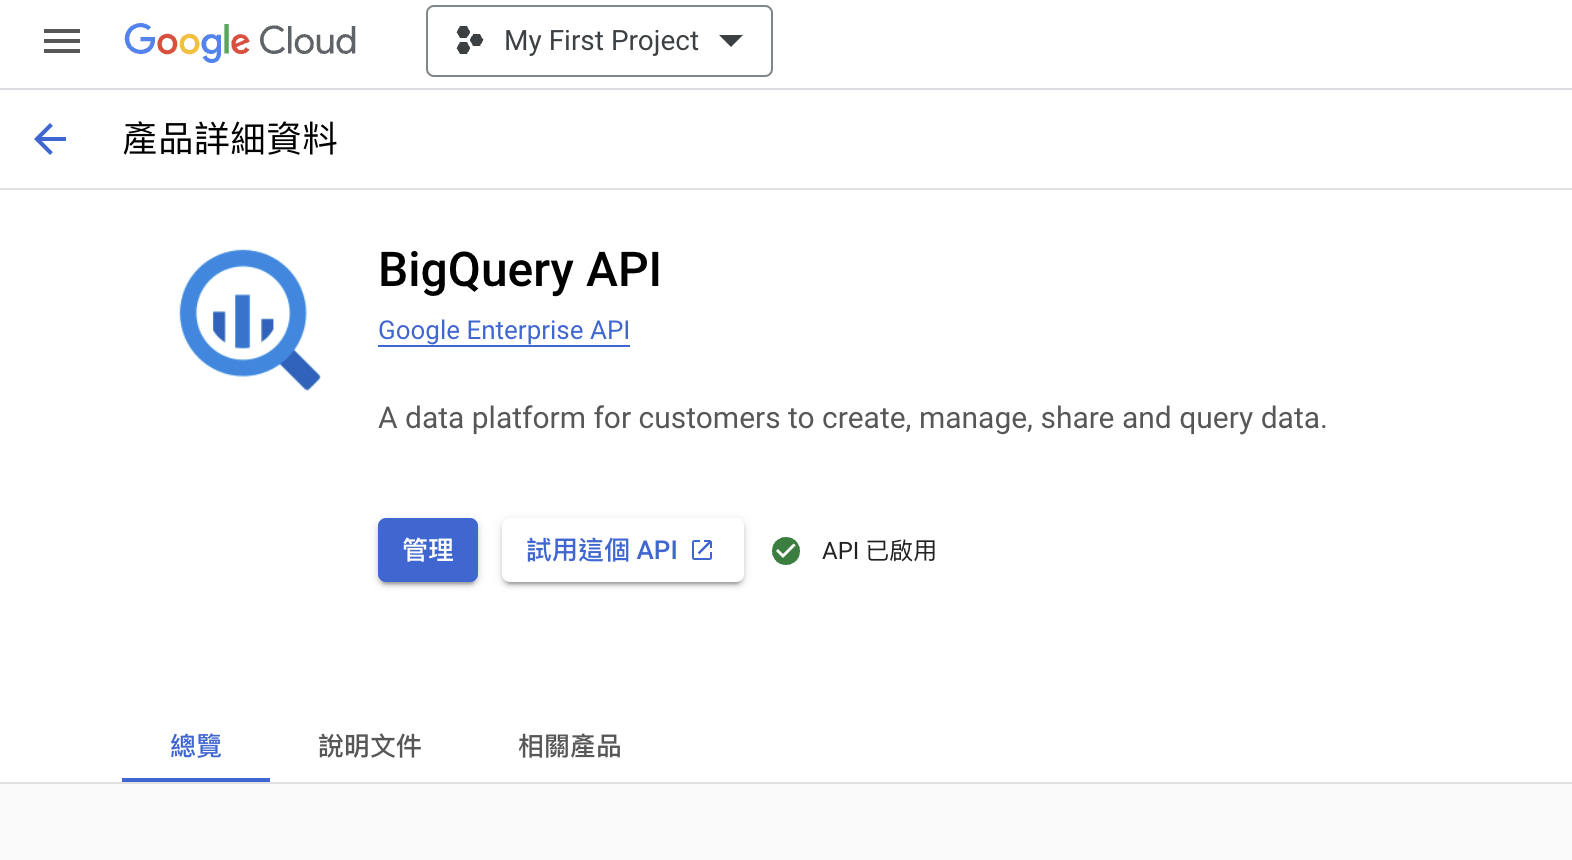 Google Cloud
My First Project
產品詳細資料
BigQuery API
Google Enterprise API
A data platform for customers to create, manage, share and query data.
管理
試用這個 API
API 已啟用
總覽
說明文件
相關產品